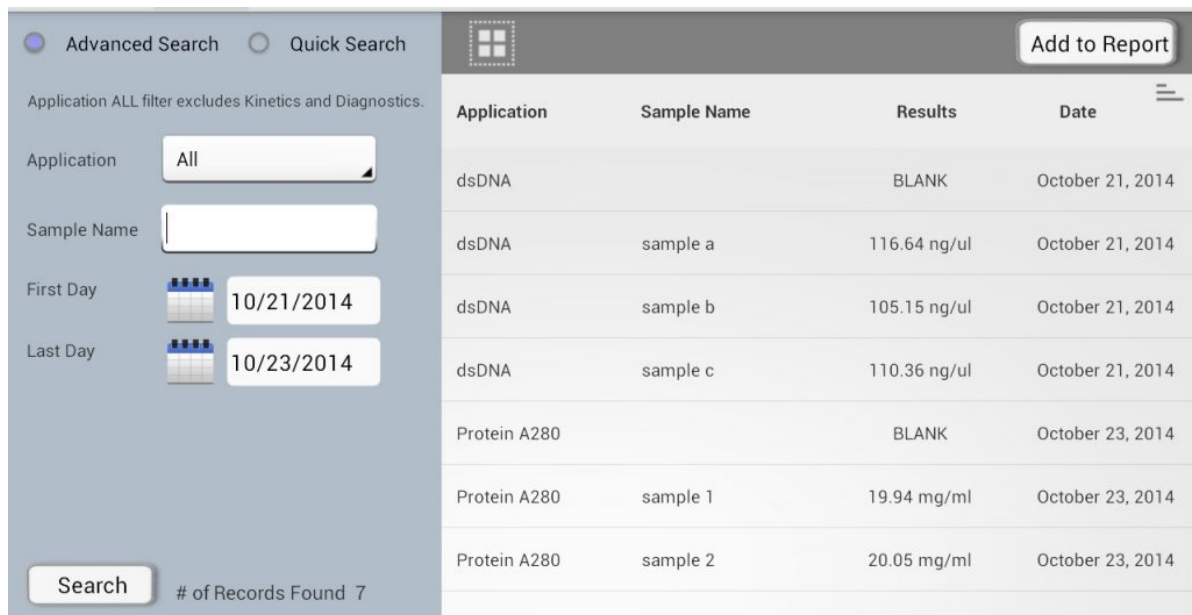 Advanced Search Quick Search
Application ALL filter excludes Kinetics and Diagnostics.
Application All
Sample Name
First Day 10/21/2014
Last Day 10/23/2014
Search # of Records Found 7
Add to Report
Application Sample Name Results Date
dsDNA BLANK October 21, 2014
dsDNA sample a 116.64 ng/ul October 21, 2014
dsDNA sample b 105.15 ng/ul October 21, 2014
dsDNA sample c 110.36 ng/ul October 21, 2014
Protein A280 BLANK October 23, 2014
Protein A280 sample 1 19.94 mg/ml October 23, 2014
Protein A280 sample 2 20.05 mg/ml October 23, 2014